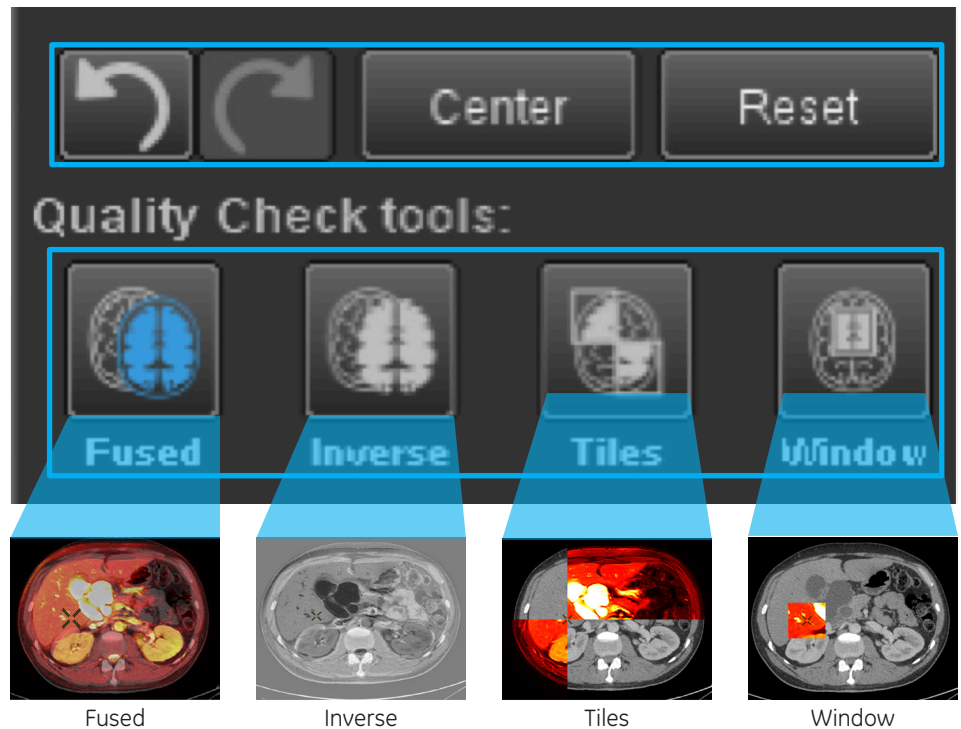 Center Reset
Quality Check tools:
Fused Inverse Tiles Window
Fused Inverse Tiles Window